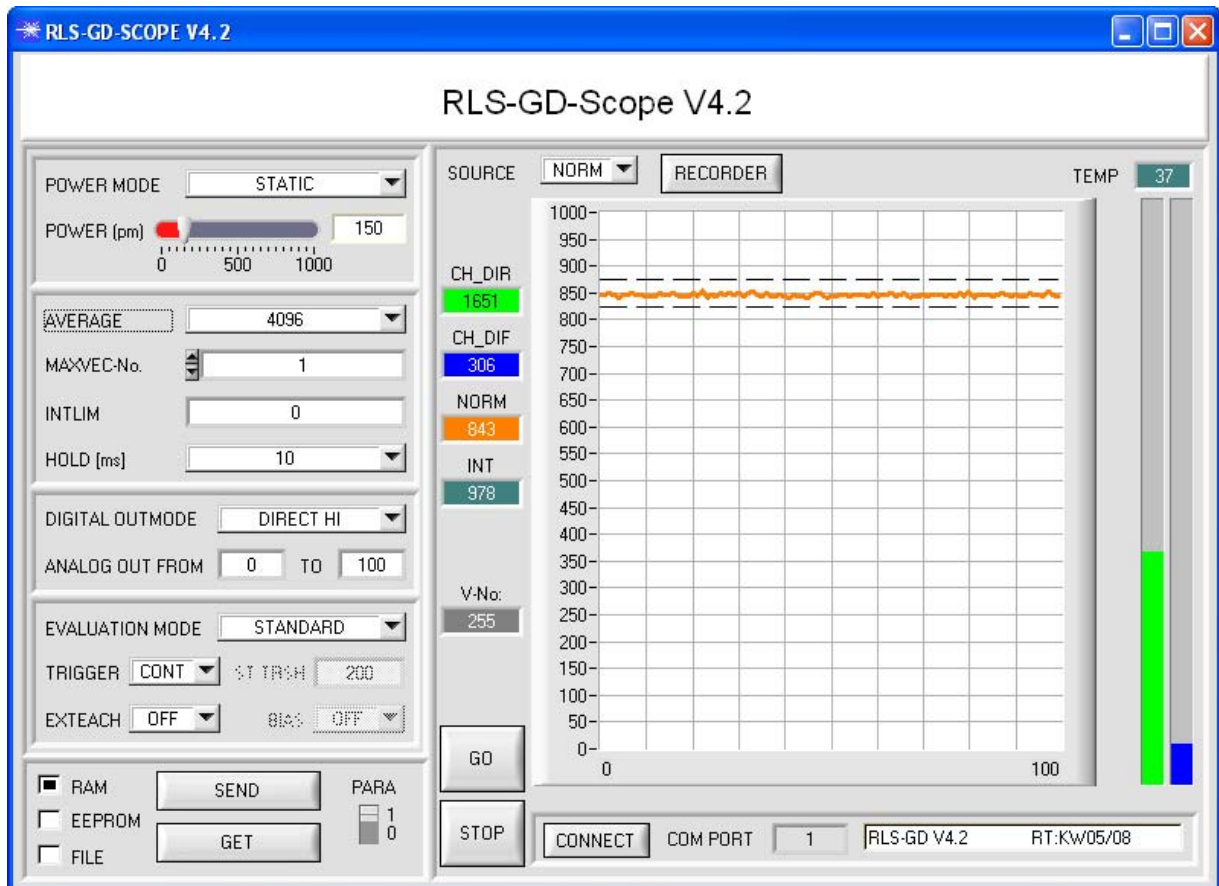 RLS-GD-SCOPE V4.2
RLS-GD-Scope V4.2
POWER MODE STATIC
POWER (pm) 150
0 500 1000
AVERAGE 4096
MAXVEC-No. 1
INTLIM 0
HOLD [ms] 10
DIGITAL OUTMODE DIRECT HI
ANALOG OUT FROM 0 TO 100
EVALUATION MODE STANDARD
TRIGGER CONT ST TRSH 200
EXTEACH OFF BIAS OFF
RAM
EEPROM
FILE
SEND
GET
PARA
1
0
SOURCE NORM RECORDER
TEMP 37
CH_DIR
1651
CH_DIF
306
NORM
843
INT
978
V-No:
255
GO
STOP
1000
950
900
850
800
750
700
650
600
550
500
450
400
350
300
250
200
150
100
50
0
0 100
CONNECT COM PORT 1 RLS-GD V4.2 RT:KW05/08